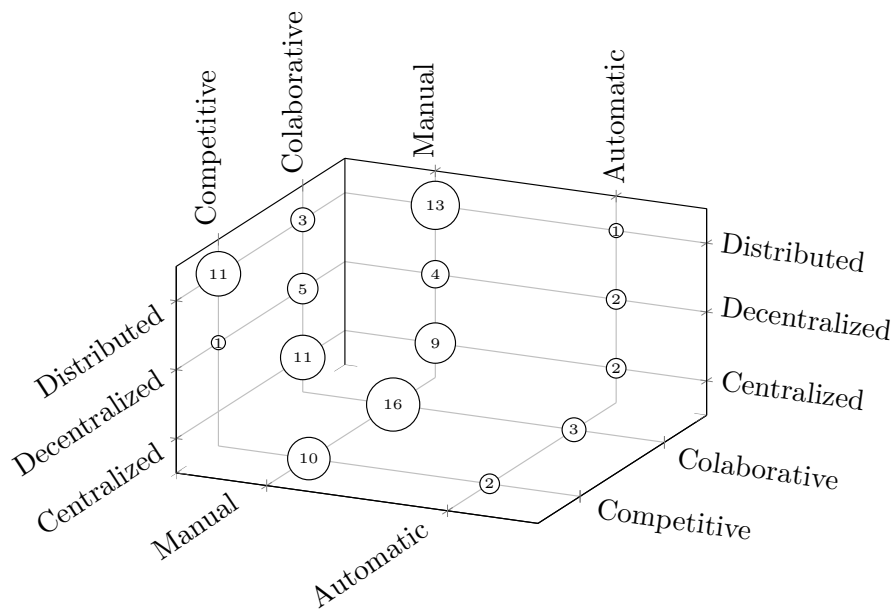 Competitive
Colaborative
Manual
Automatic
13
3
1
11
Distributed
4
5
2
Decentralized
1
9
11
2
Centralized
Distributed
Decentralized
Centralized
16
3
10
2
Colaborative
Competitive
Manual
Automatic